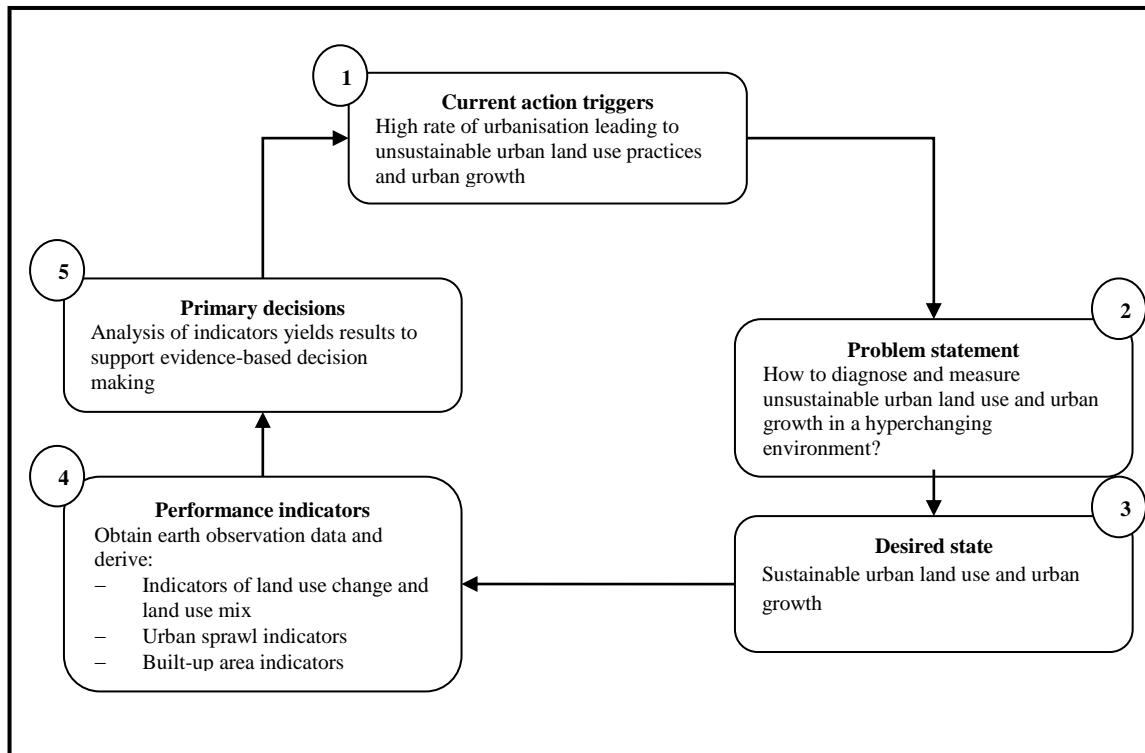 1
Current action triggers
High rate of urbanisation leading to
unsustainable urban land use practices
and urban growth
2
Problem statement
How to diagnose and measure
unsustainable urban land use and urban
growth in a hyperchanging
environment?
3
Desired state
Sustainable urban land use and urban
growth
4
Performance indicators
Obtain earth observation data and
derive:
– Indicators of land use change and
land use mix
– Urban sprawl indicators
– Built-up area indicators
5
Primary decisions
Analysis of indicators yields results to
support evidence-based decision
making